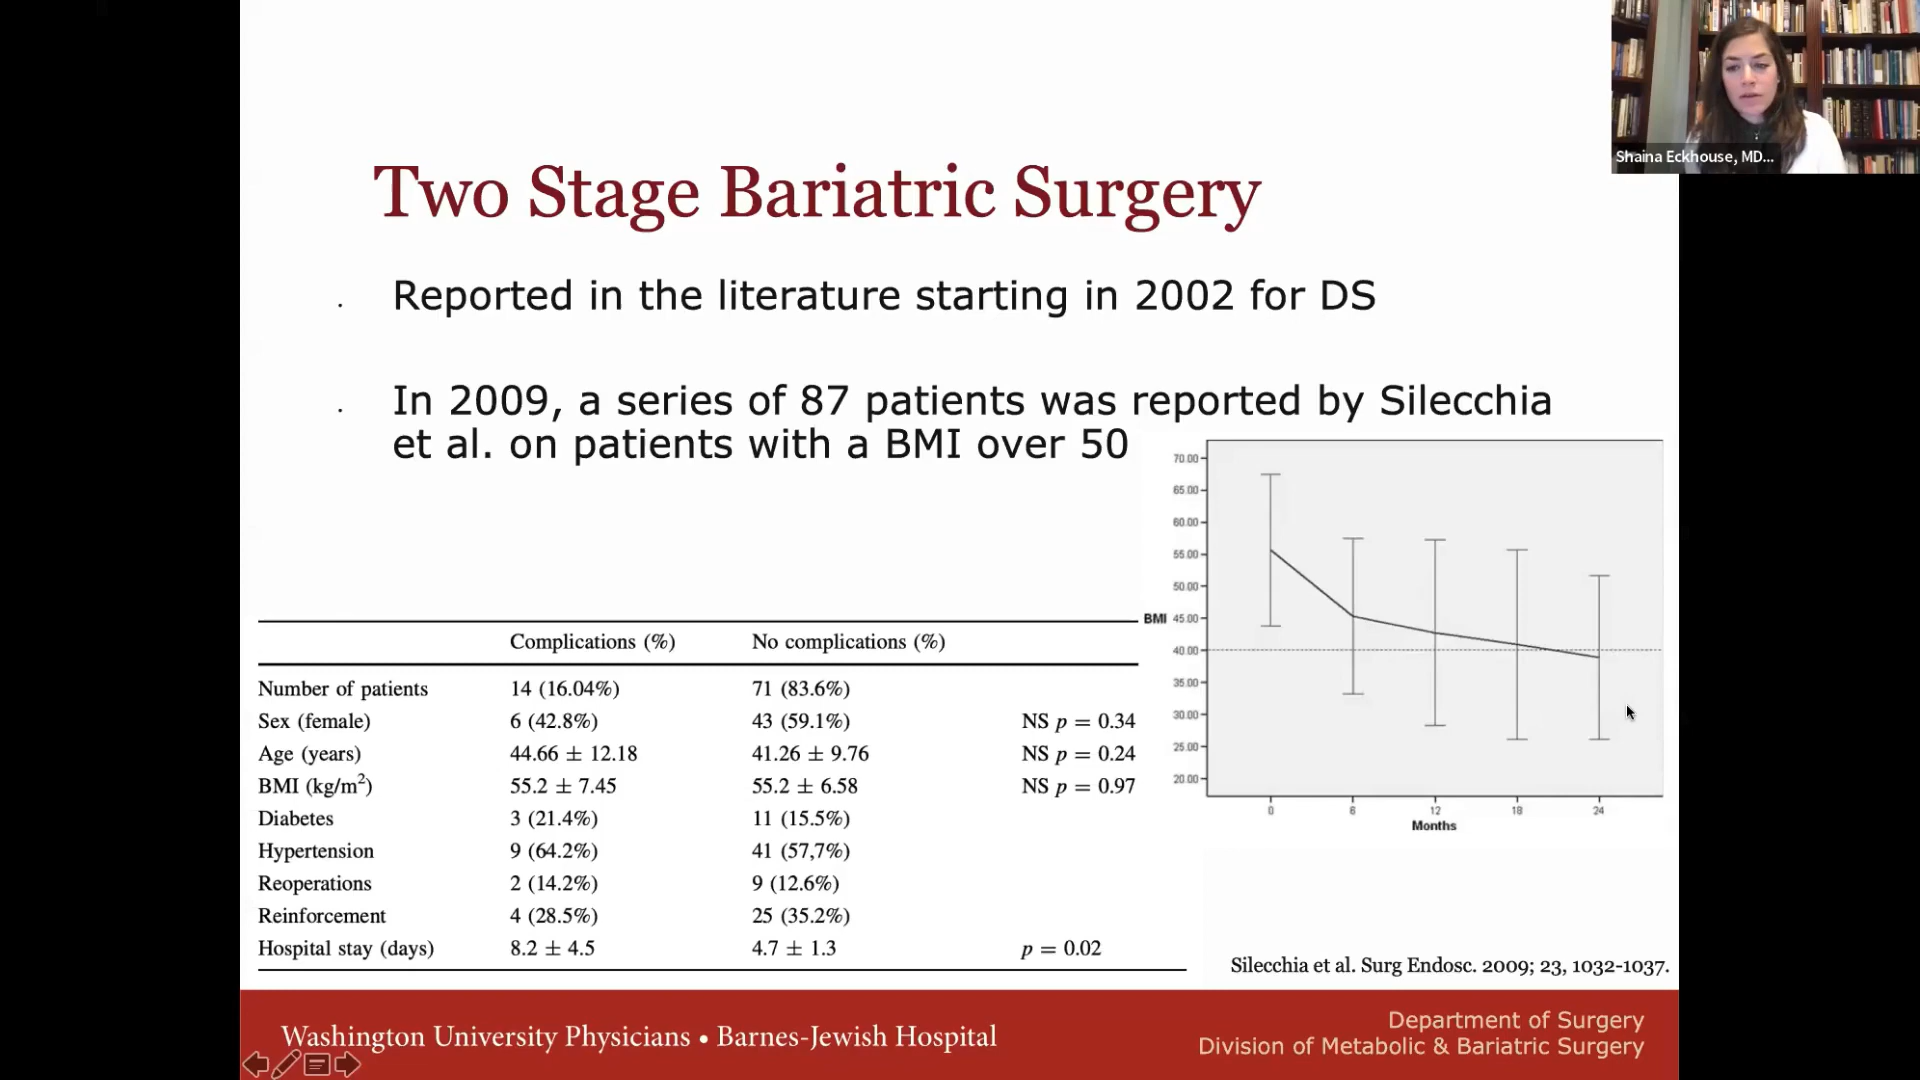 Shaina Eckhouse, MD...
Two Stage Bariatric Surgery
Reported in the literature starting in 2002 for DS
In 2009, a series of 87 patients was reported by Silecchia
et al. on patients with a BMI over 50
Complications (%) No complications (%)
Number of patients 14 (16.04%) 71 (83.6%)
Sex (female) 6 (42.8%) 43 (59.1%) NS p = 0.34
Age (years) 44.66 ± 12.18 41.26 ± 9.76 NS p = 0.24
BMI (kg/m²) 55.2 ± 7.45 55.2 ± 6.58 NS p = 0.97
Diabetes 3 (21.4%) 11 (15.5%)
Hypertension 9 (64.2%) 41 (57,7%)
Reoperations 2 (14.2%) 9 (12.6%)
Reinforcement 4 (28.5%) 25 (35.2%)
Hospital stay (days) 8.2 ± 4.5 4.7 ± 1.3 p = 0.02
70.00
65.00
60.00
55.00
50.00
BMI 45.00
40.00
35.00
30.00
25.00
20.00
0 6 12 18 24
Months
Silecchia et al. Surg Endosc. 2009; 23, 1032-1037.
Washington University Physicians • Barnes-Jewish Hospital
Department of Surgery
Division of Metabolic & Bariatric Surgery